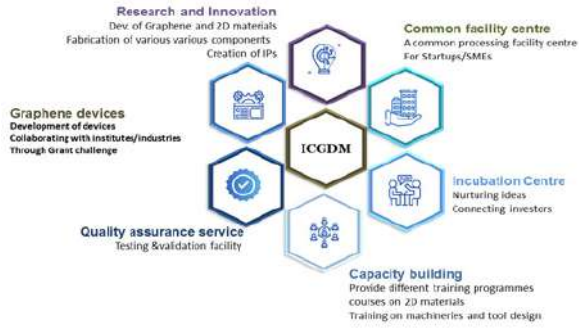 Research and Innovation
Dev. of Graphene and 2D materials
Fabrication of various various components
Creation of IPs
Common facility centre
A common processing facility centre
For Startups/SMEs
Graphene devices
Development of devices
Collaborating with institutes/industries
Through Grant challenge
ICGDM
Incubation Centre
Nurturing ideas
Connecting investors
Quality assurance service
Testing &validation facility
Capacity building
Provide different training programmes
courses on 2D materials
Training on machineries and tool design